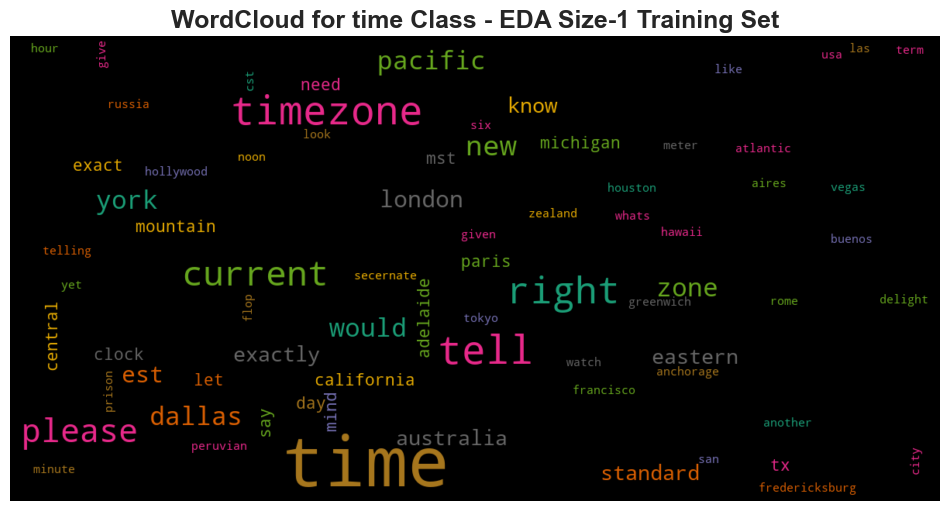 WordCloud for time Class - EDA Size-1 Training Set
hour
give
pacific
like
usa
las
term
cst
need
russia
timezone
know
look
six
new
michigan
meter
atlantic
exact
hollywood
noon
mst
york
london
houston
aires
vegas
mountain
zealand
whats
hawaii
given
buenos
telling
yet
current
secernate
paris
right
zone
greenwich
rome
delight
flop
adelaide
tokyo
central
would
clock
exactly
tell
watch
eastern
anchorage
est
let
california
francisco
prison
dallas
say
day
mind
please
peruvian
time
australia
another
minute
standard
san
tx
city
fredericksburg